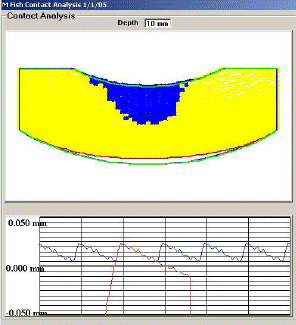 M Fish Contact Analysis 1/1/05
Contact Analysis
Depth 10 mm
0.050 mm
0.000 mm
-0.050 mm